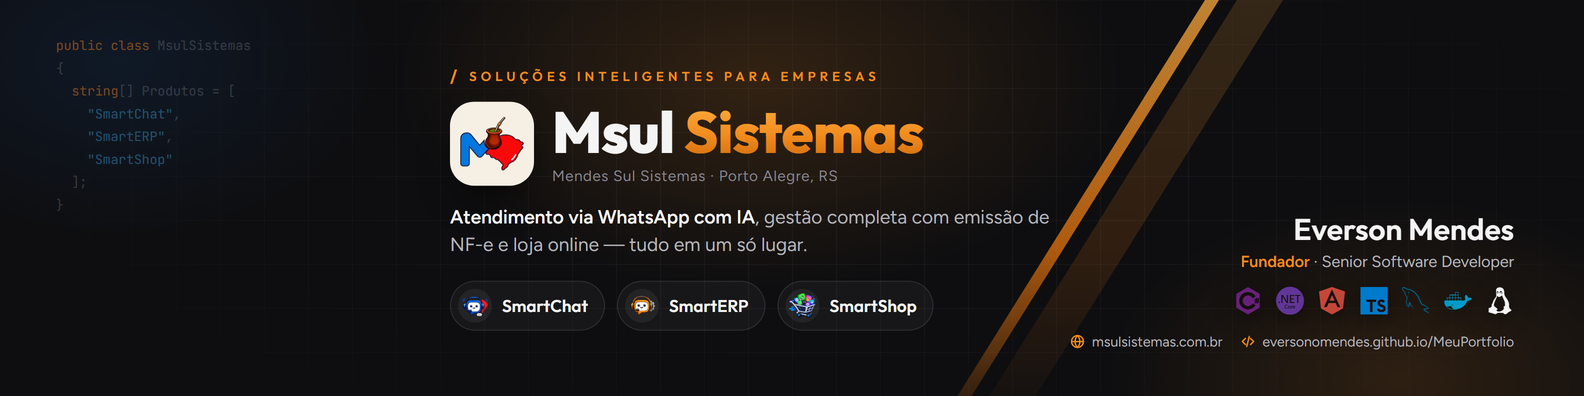 public class MsulSistemas
{
string[] Produtos = [
"SmartChat",
"SmartERP",
"SmartShop"
];
}
/ SOLUÇÕES INTELIGENTES PARA EMPRESAS
M
Msul Sistemas
Mendes Sul Sistemas · Porto Alegre, RS
Atendimento via WhatsApp com IA, gestão completa com emissão de
NF-e e loja online — tudo em um só lugar.
SmartChat SmartERP SmartShop
Everson Mendes
Fundador · Senior Software Developer
C .NET Core A TS
msulsistemas.com.br </> eversonomendes.github.io/MeuPortfolio